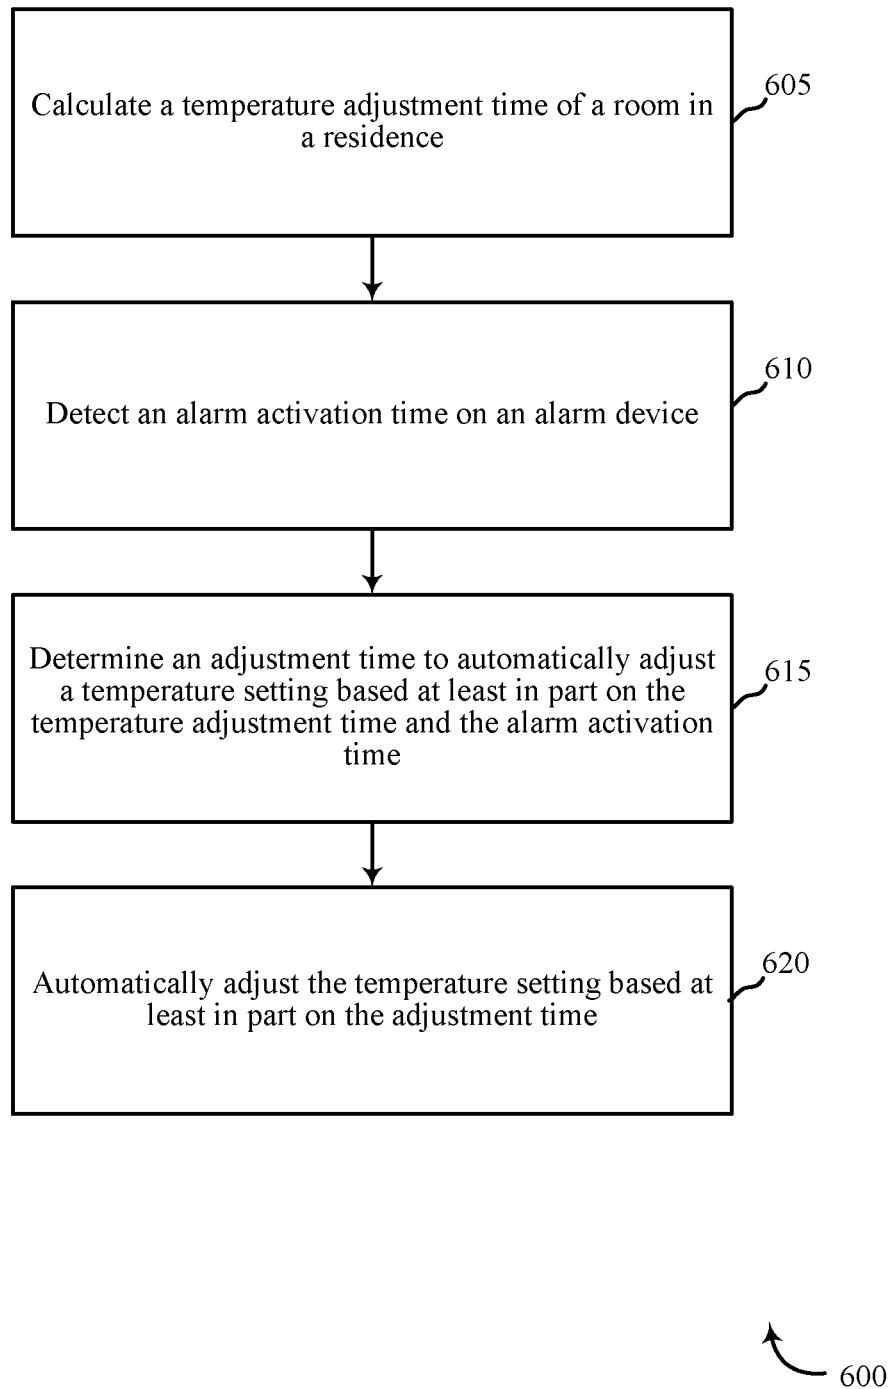 Calculate a temperature adjustment time of a room in
a residence
605
Detect an alarm activation time on an alarm device
610
Determine an adjustment time to automatically adjust
a temperature setting based at least in part on the
temperature adjustment time and the alarm activation
time
615
Automatically adjust the temperature setting based at
least in part on the adjustment time
620
600